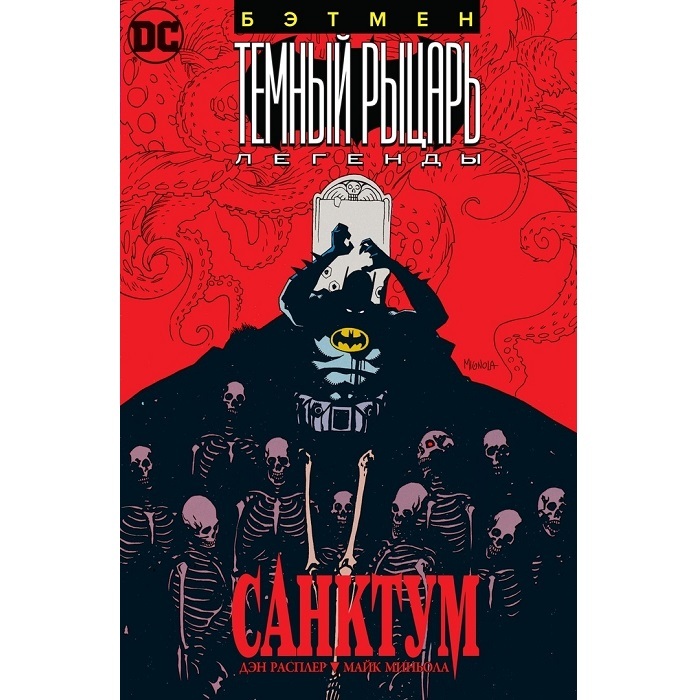 БЭТМЕН
DC
ТЕМНЫЙ РЫЦАРЬ
ЛЕГЕНДЫ
MIGNOLA
САНКТУМ
ДЭН РАСПЛЕР МАЙК МИНЬОЛА